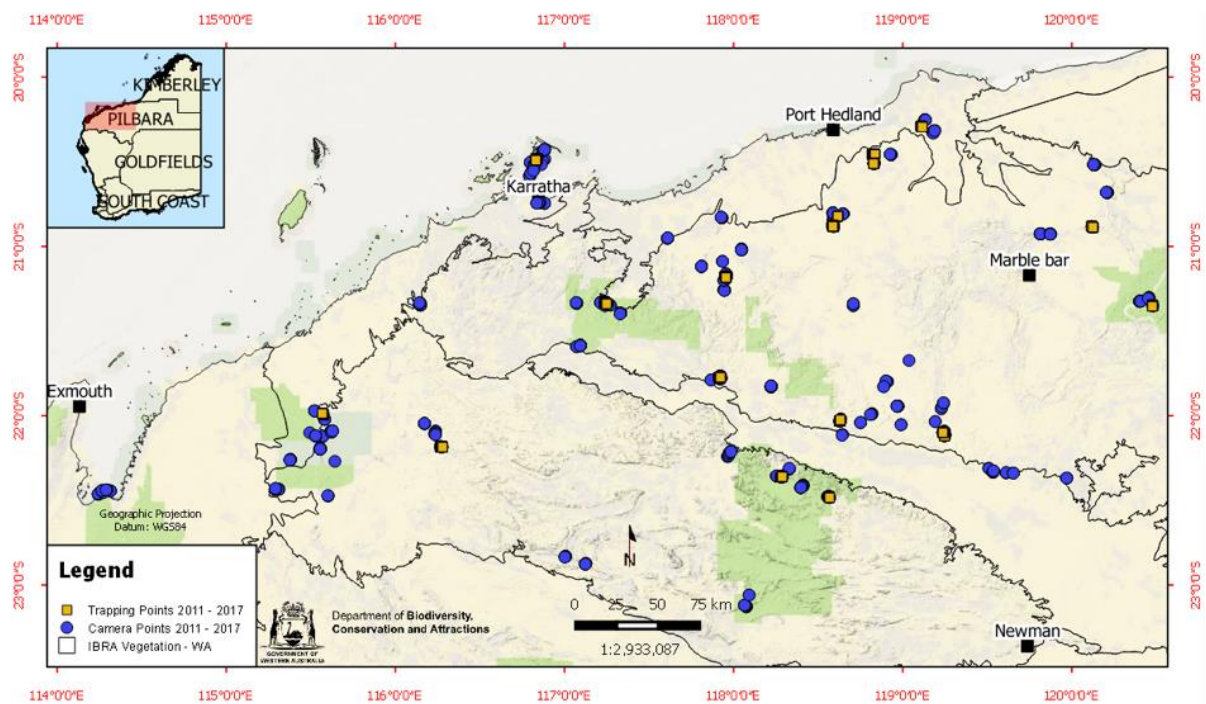 114°0'0"E 115°0'0"E 116°0'0"E 117°0'0"E 118°0'0"E 119°0'0"E 120°0'0"E
20°0'0"S
20°0'0"S
KIMBERLEY
PILBARA
GOLDFIELDS
SOUTH COAST
Port Hedland
Karratha
21°0'0"S
21°0'0"S
Marble bar
Exmouth
22°0'0"S
22°0'0"S
Geographic Projection
Datum : WGS84
N
23°0'0"S
23°0'0"S
Legend
Trapping Points 2011 - 2017
Camera Points 2011 - 2017
IBRA Vegetation - WA
GOVERNMENT OF
WESTERN AUSTRALIA
Department of Biodiversity,
Conservation and Attractions
0 25 50 75 km
1:2,933,087
Newman
114°0'0"E 115°0'0"E 116°0'0"E 117°0'0"E 118°0'0"E 119°0'0"E 120°0'0"E